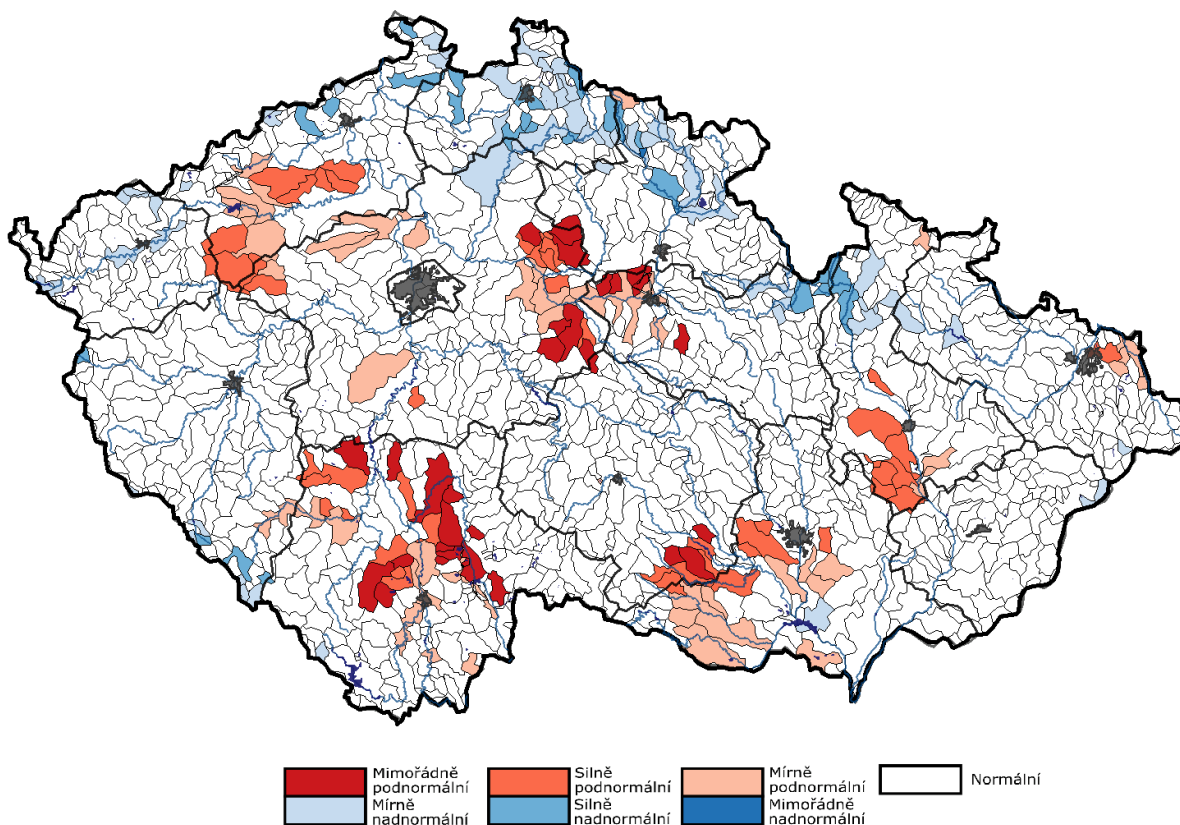 Mimořádně
podnormální
Silně
podnormální
Mírně
podnormální
Normální
Mírně
nadnormální
Silně
nadnormální
Mimořádně
nadnormální